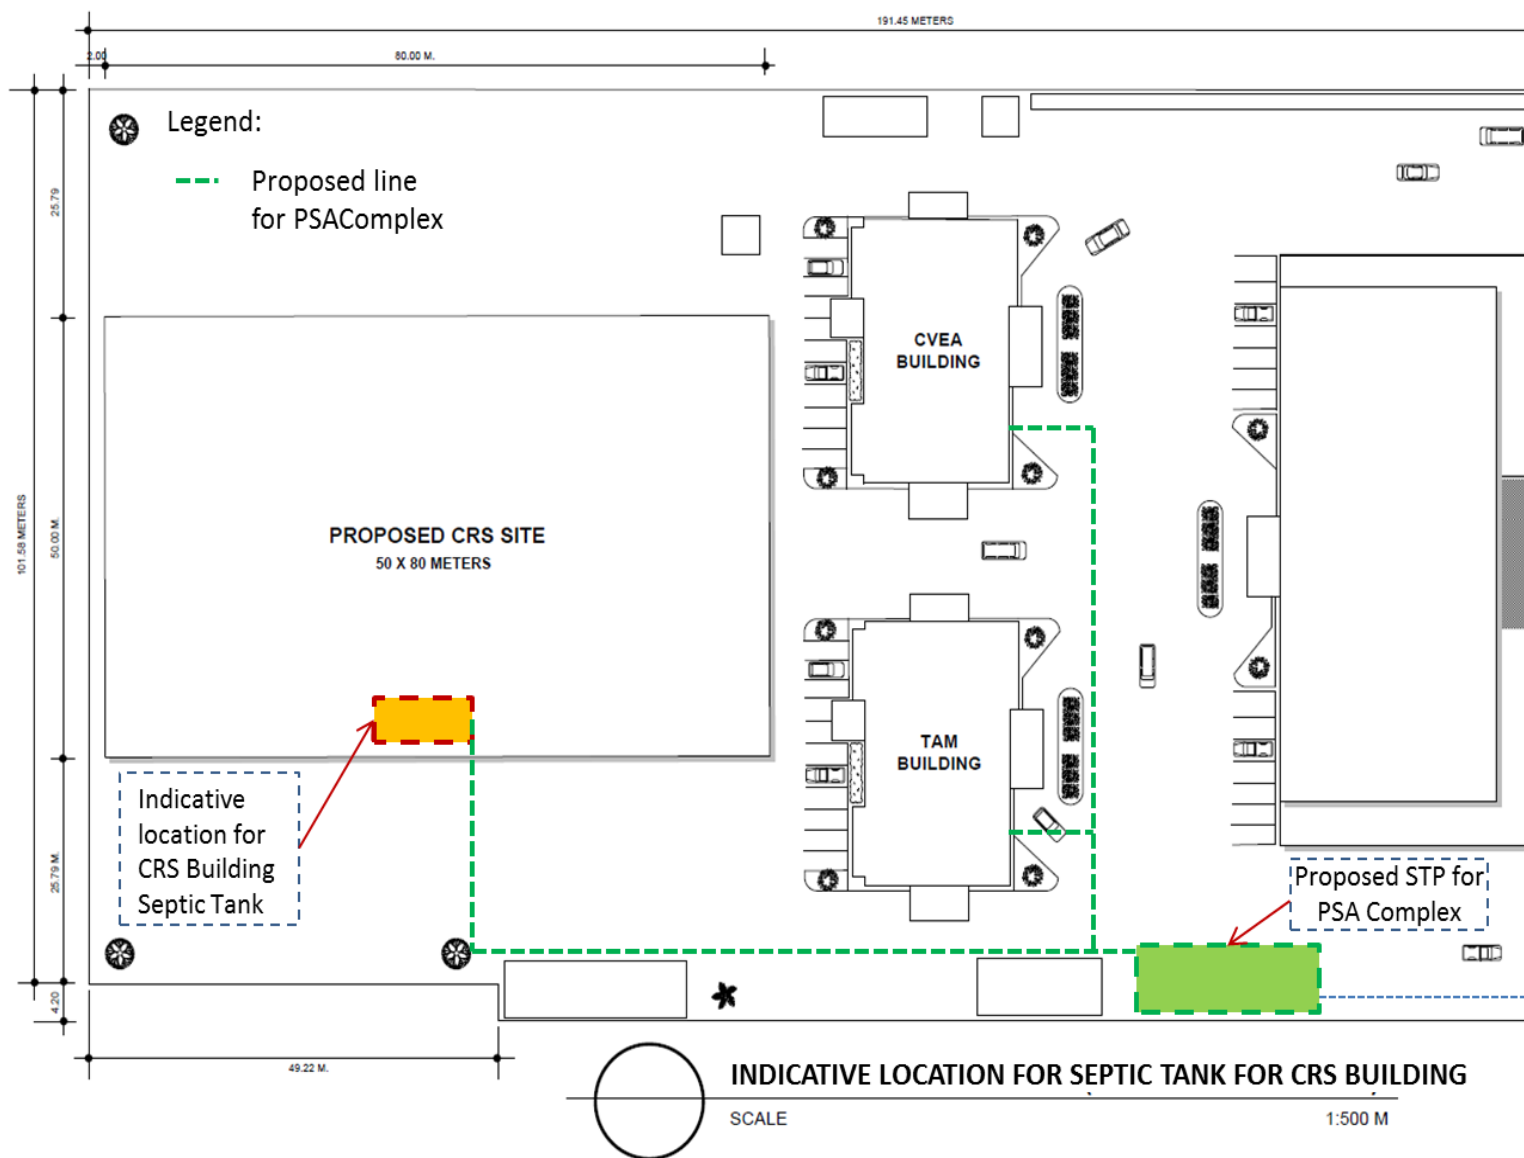 191.45 METERS
2.00
80.00 M.
Legend:
Proposed line
for PSAComplex
25.79
CVEA
BUILDING
101.58 METERS
50.00 M.
PROPOSED CRS SITE
50 X 80 METERS
TAM
BUILDING
Indicative
location for
CRS Building
Septic Tank
25.79 M.
Proposed STP for
PSA Complex
4.20
49.22 M.
INDICATIVE LOCATION FOR SEPTIC TANK FOR CRS BUILDING
SCALE
1:500 M